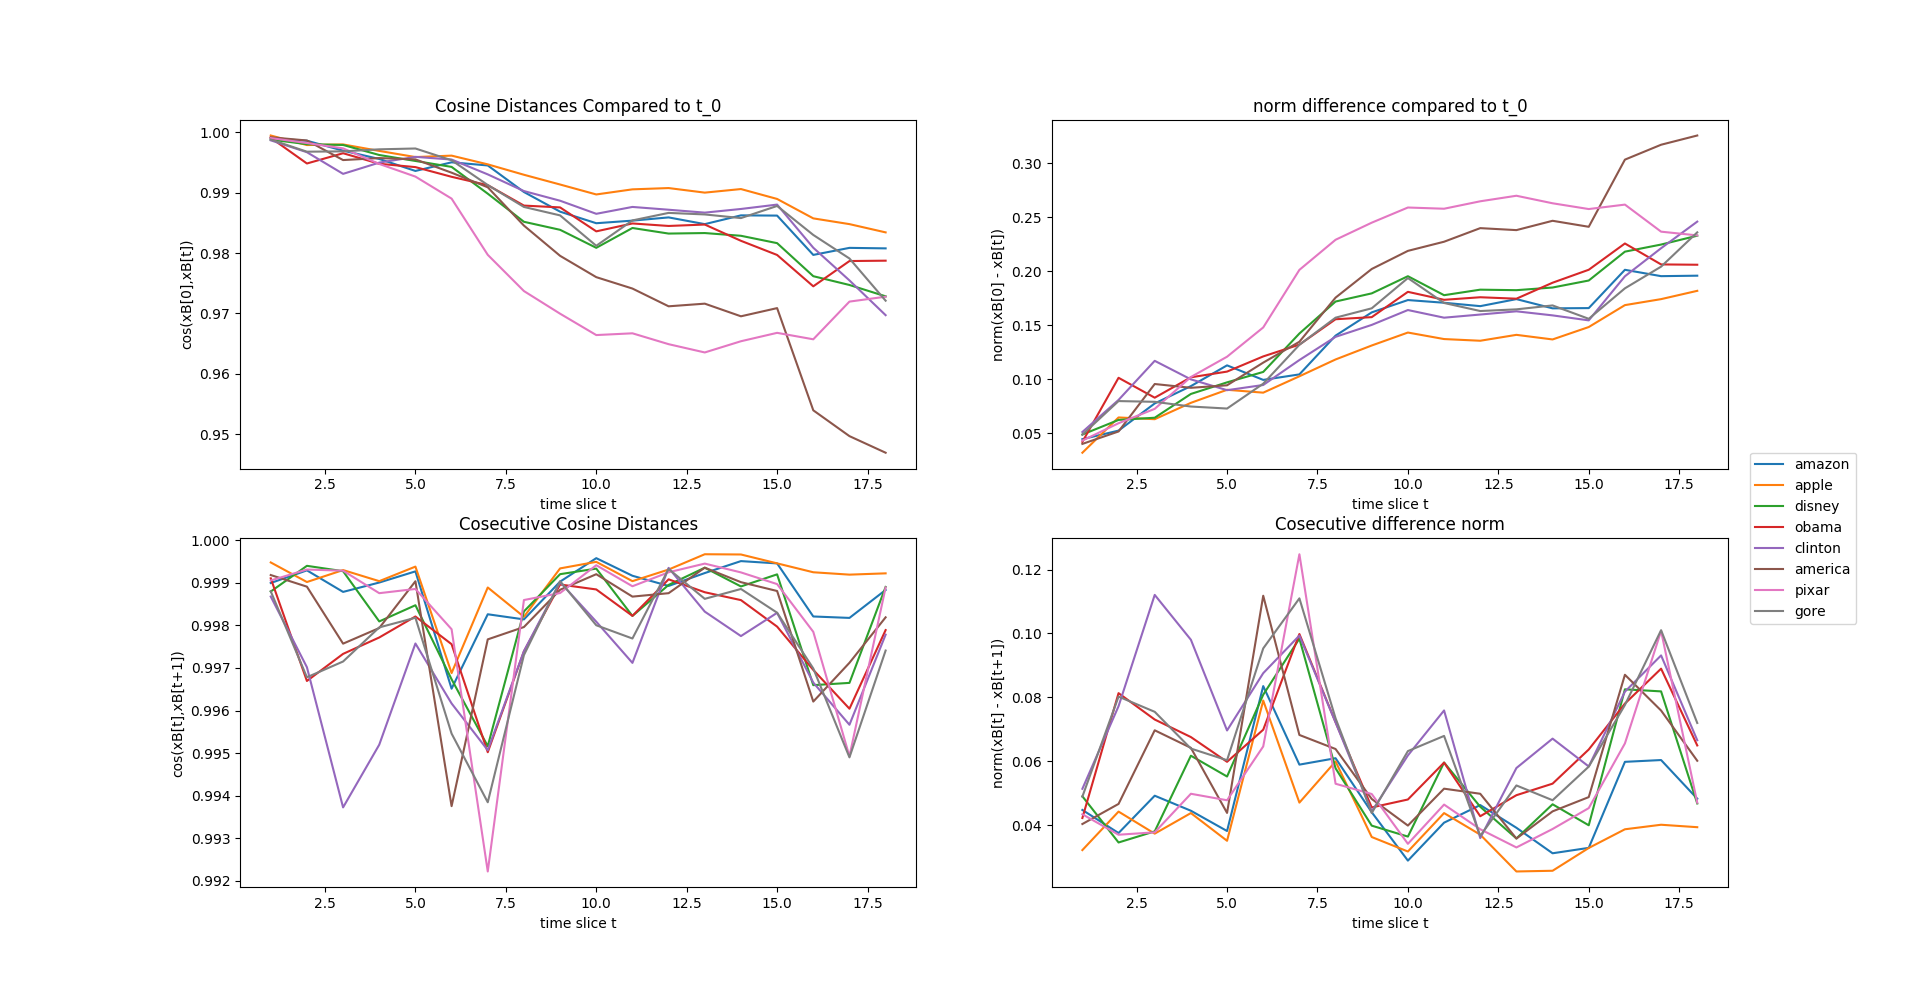 Cosine Distances Compared to t_0
cos(xB[0],xB[t])
1.00
0.99
0.98
0.97
0.96
0.95
2.5
5.0
7.5
10.0
12.5
15.0
17.5
time slice t
norm difference compared to t_0
norm(xB[0] - xB[t])
0.30
0.25
0.20
0.15
0.10
0.05
2.5
5.0
7.5
10.0
12.5
15.0
17.5
time slice t
Cosecutive Cosine Distances
cos(xB[t],xB[t+1])
1.000
0.999
0.998
0.997
0.996
0.995
0.994
0.993
0.992
2.5
5.0
7.5
10.0
12.5
15.0
17.5
time slice t
Cosecutive difference norm
norm(xB[t] - xB[t+1])
0.12
0.10
0.08
0.06
0.04
2.5
5.0
7.5
10.0
12.5
15.0
17.5
time slice t
amazon
apple
disney
obama
clinton
america
pixar
gore